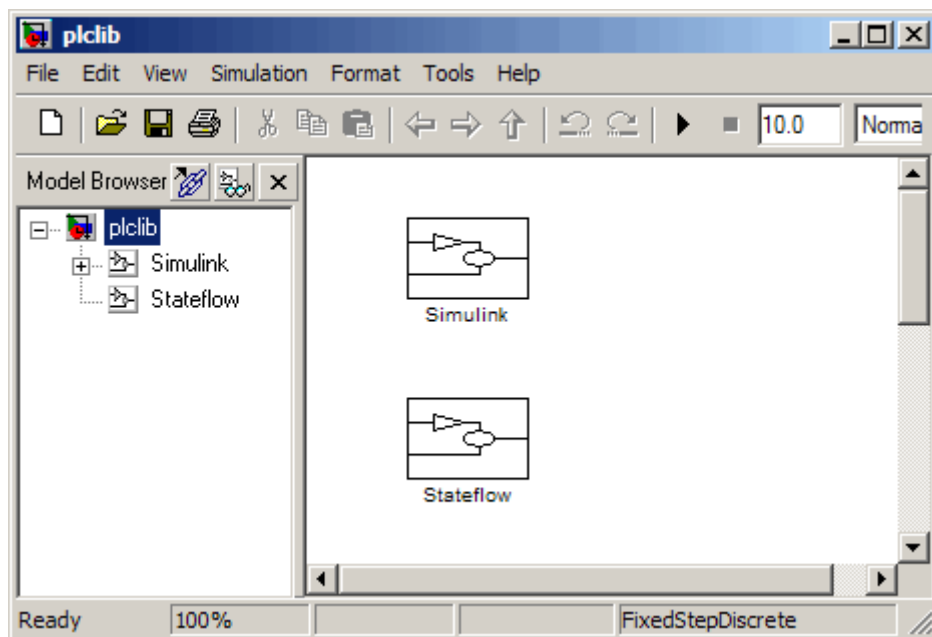 plclib
File Edit View Simulation Format Tools Help
10.0 Norma
Model Browser
plclib
Simulink
Stateflow
Simulink
Stateflow
Ready 100% FixedStepDiscrete